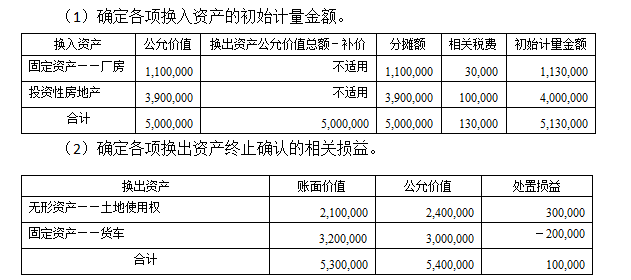 （1）确定各项换入资产的初始计量金额。
换入资产 公允价值 换出资产公允价值总额－补价 分摊额 相关税费 初始计量金额
固定资产——厂房 1,100,000 不适用 1,100,000 30,000 1,130,000
投资性房地产 3,900,000 不适用 3,900,000 100,000 4,000,000
合计 5,000,000 5,000,000 5,000,000 130,000 5,130,000
（2）确定各项换出资产终止确认的相关损益。
换出资产 账面价值 公允价值 处置损益
无形资产——土地使用权 2,100,000 2,400,000 300,000
固定资产——货车 3,200,000 3,000,000 －200,000
合计 5,300,000 5,400,000 100,000